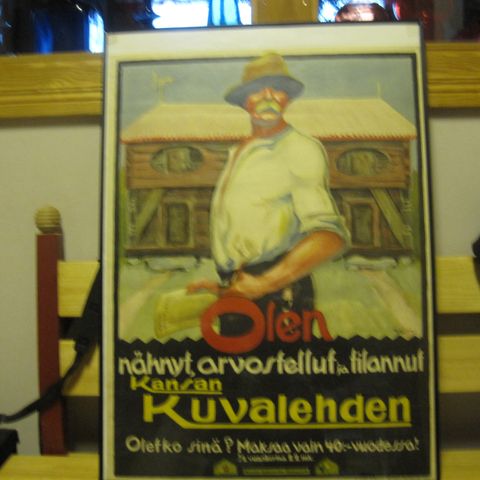 Olen
nähnyt, arvostellut ja tilannut
Kansan
Kuvalehden
Oletko sinä? Maksaa vain 40:-vuodessa!